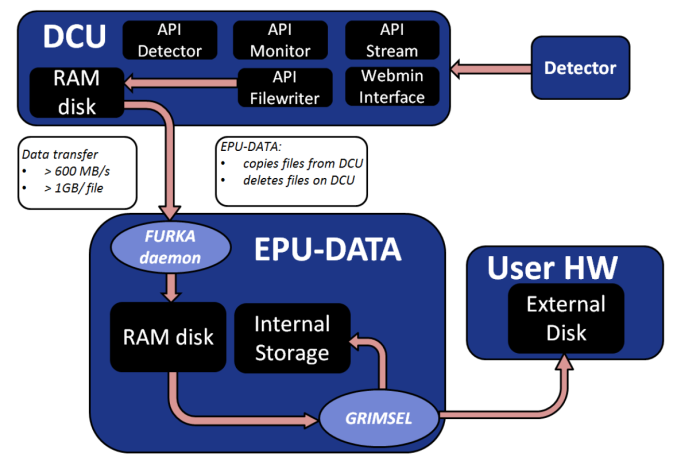 DCU
API
Detector
API
Monitor
API
Stream
RAM
disk
API
Filewriter
Webmin
Interface
Detector
Data transfer
• > 600 MB/s
• > 1GB/file
EPU-DATA:
• copies files from DCU
• deletes files on DCU
FURKA
daemon
EPU-DATA
RAM disk
Internal
Storage
GRIMSEL
User HW
External
Disk